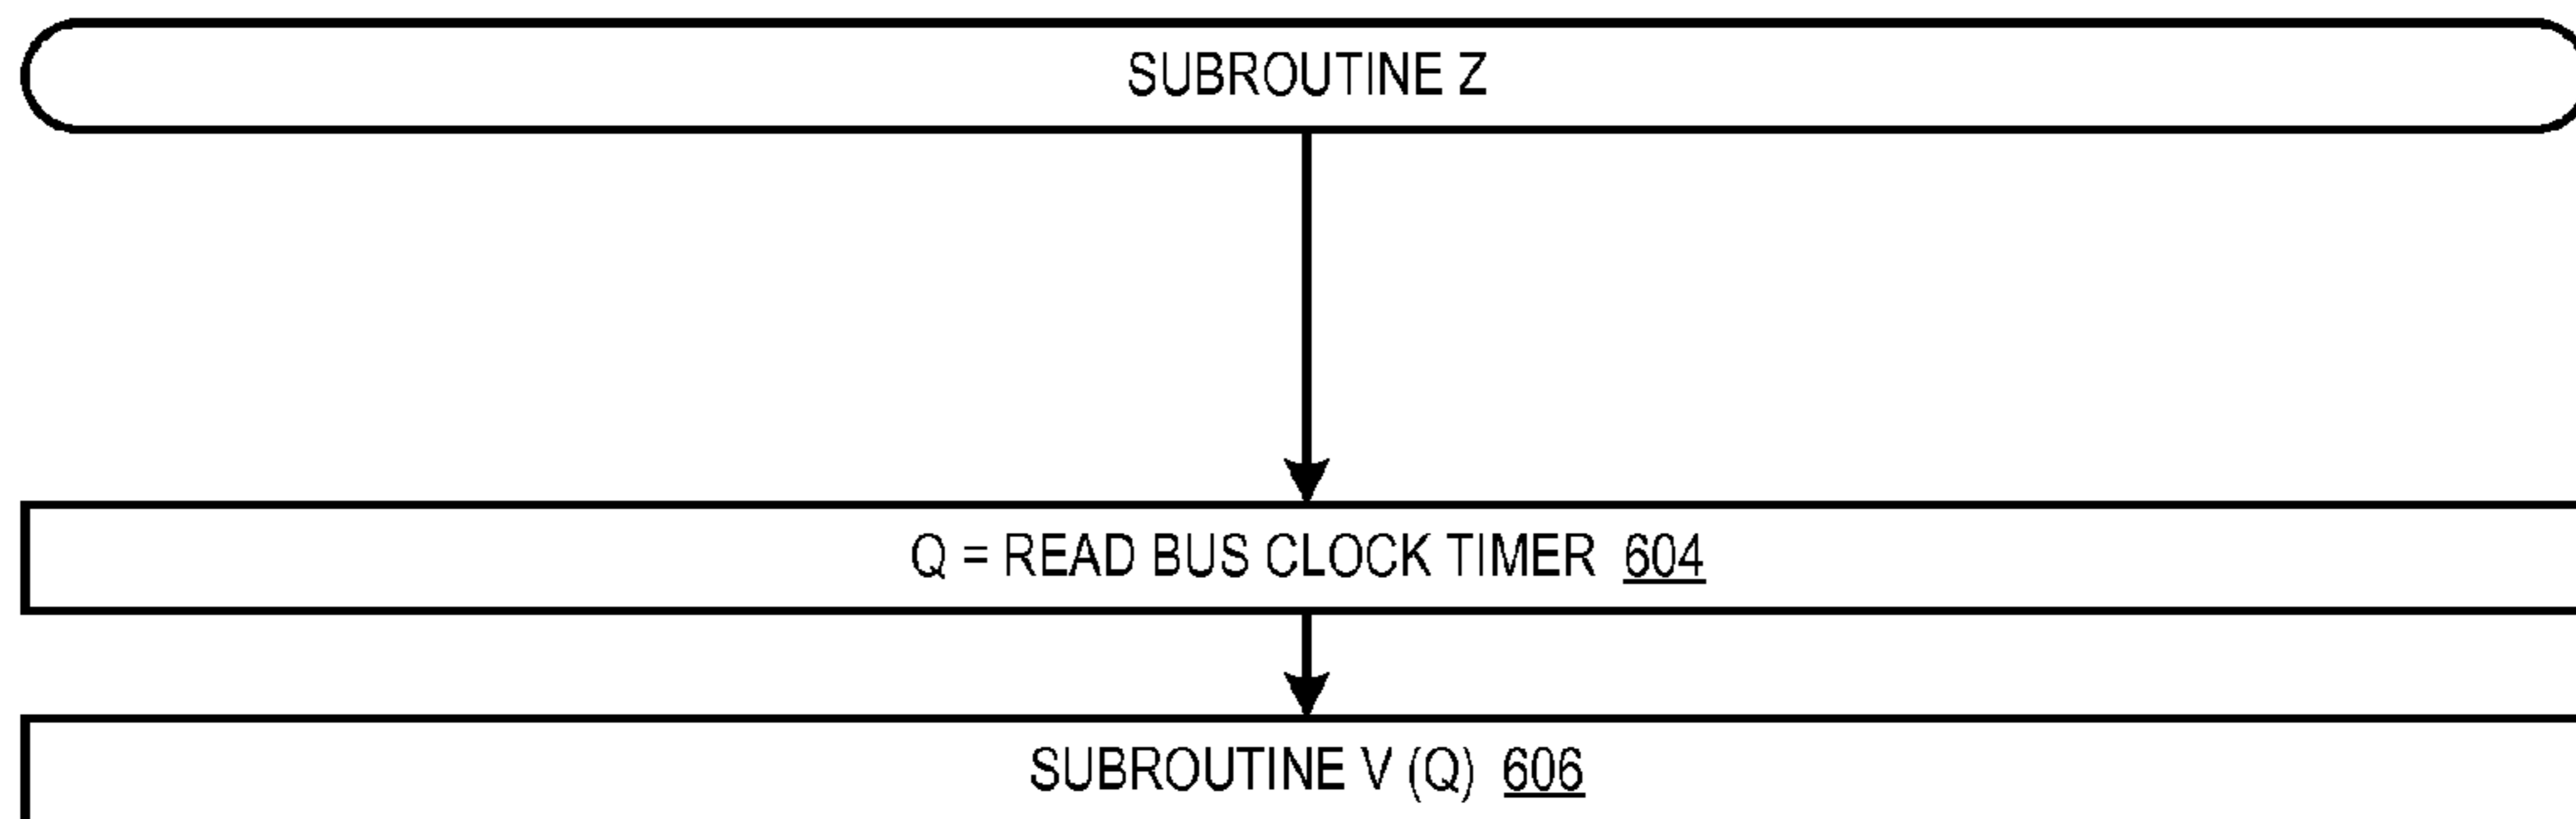 SUBROUTINE Z
Q = READ BUS CLOCK TIMER 604
SUBROUTINE V (Q) 606